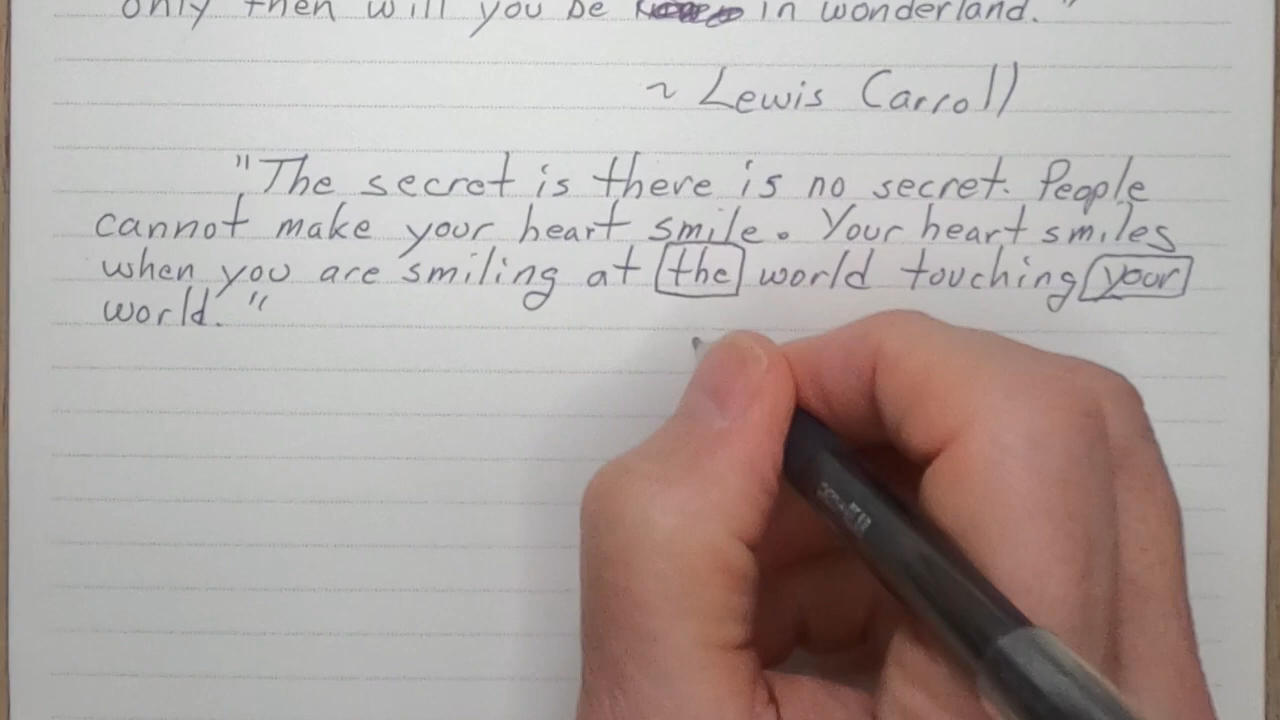 only then will you be in wonderland."
~ Lewis Carroll
"The secret is there is no secret. People
cannot make your heart smile. Your heart smiles
when you are smiling at the world touching your
world."